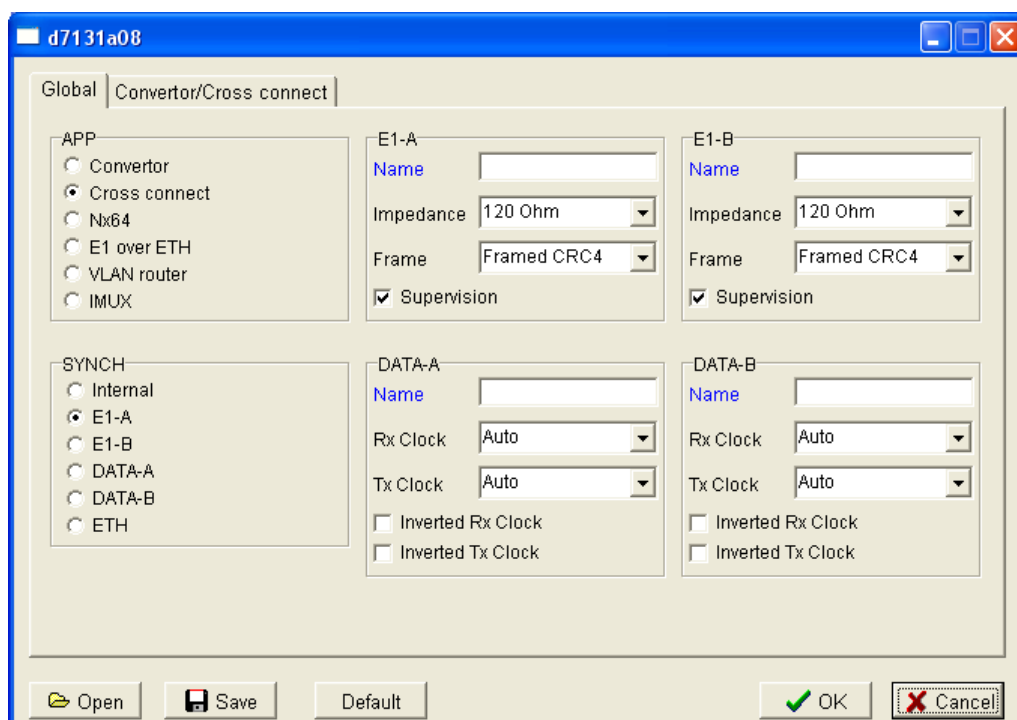 d7131a08
Global Convertor/Cross connect
APP
Convertor
Cross connect
Nx64
E1 over ETH
VLAN router
IMUX
E1-A
Name
Impedance 120 Ohm
Frame Framed CRC4
Supervision
E1-B
Name
Impedance 120 Ohm
Frame Framed CRC4
Supervision
SYNCH
Internal
E1-A
E1-B
DATA-A
DATA-B
ETH
DATA-A
Name
Rx Clock Auto
Tx Clock Auto
Inverted Rx Clock
Inverted Tx Clock
DATA-B
Name
Rx Clock Auto
Tx Clock Auto
Inverted Rx Clock
Inverted Tx Clock
Open Save Default OK Cancel